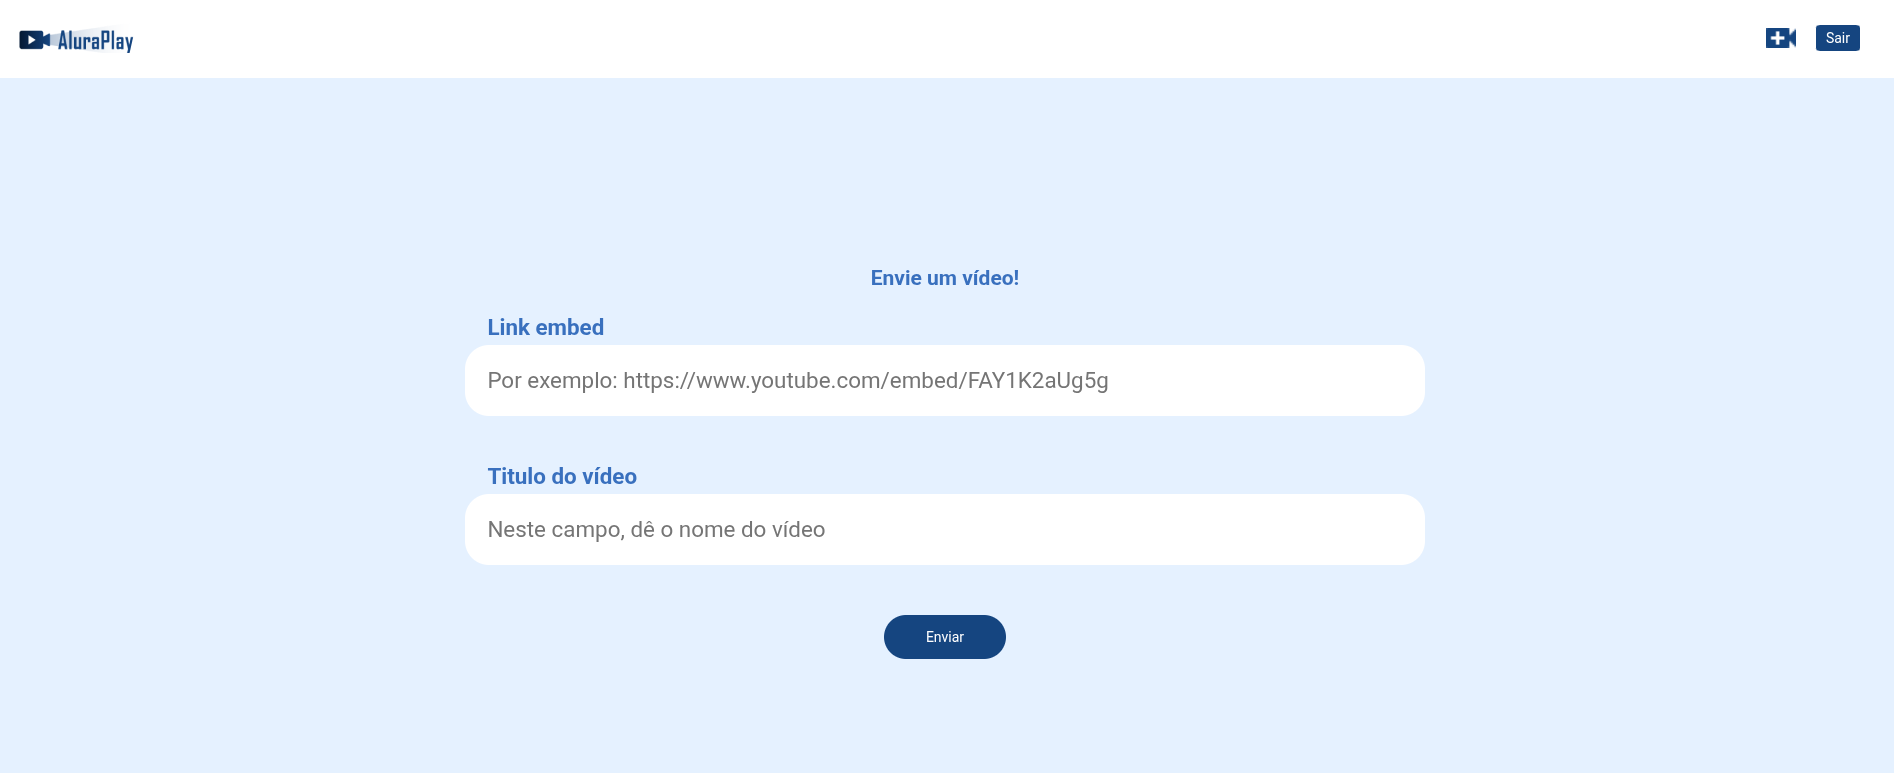 AluraPlay
Sair
Envie um vídeo!
Link embed
Por exemplo: https://www.youtube.com/embed/FAY1K2aUg5g
Titulo do vídeo
Neste campo, dê o nome do vídeo
Enviar